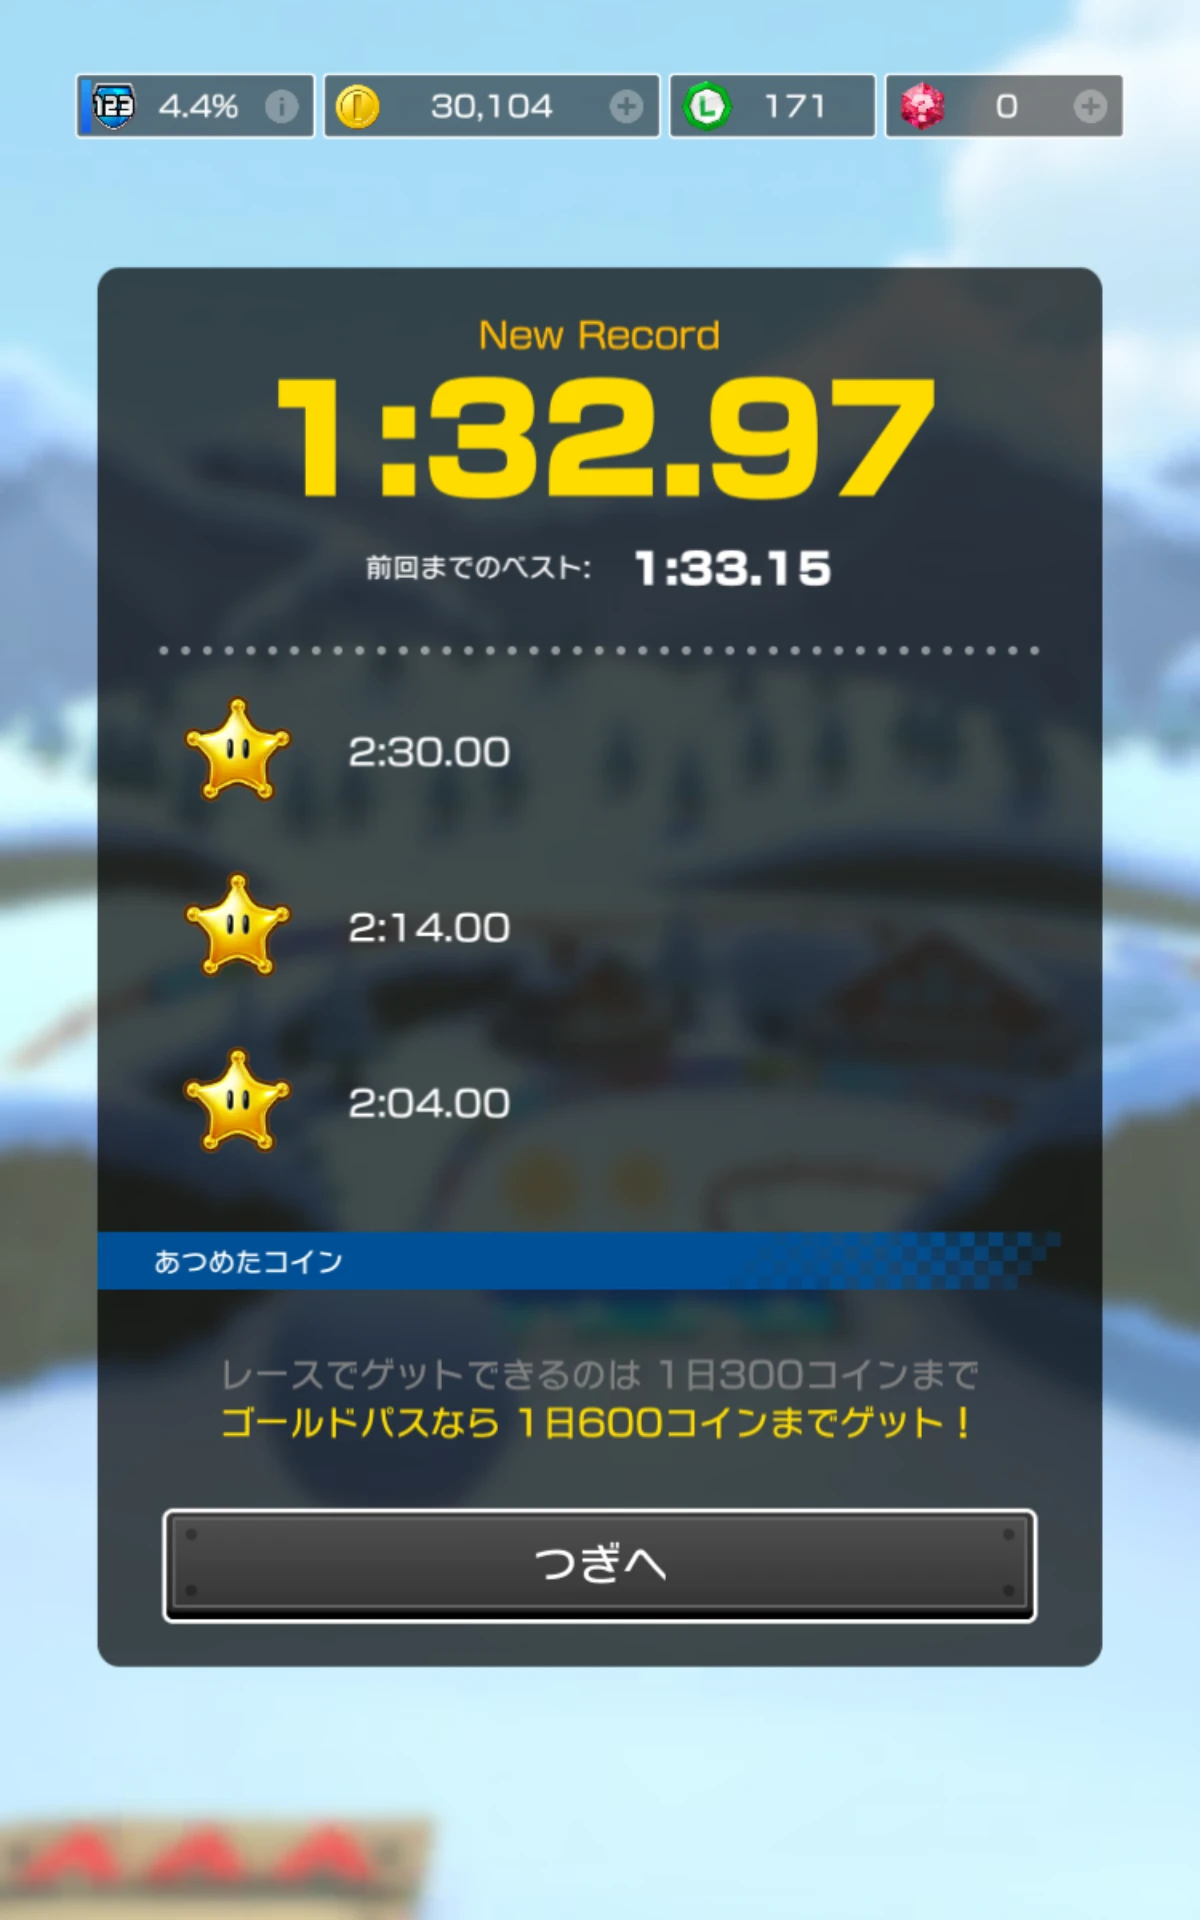 123 4.4% i 30,104 + L 171 ? 0 +
New Record
1:32.97
前回までのベスト: 1:33.15
2:30.00
2:14.00
2:04.00
あつめたコイン
レースでゲットできるのは 1日300コインまで
ゴールドパスなら 1日600コインまでゲット！
つぎへ